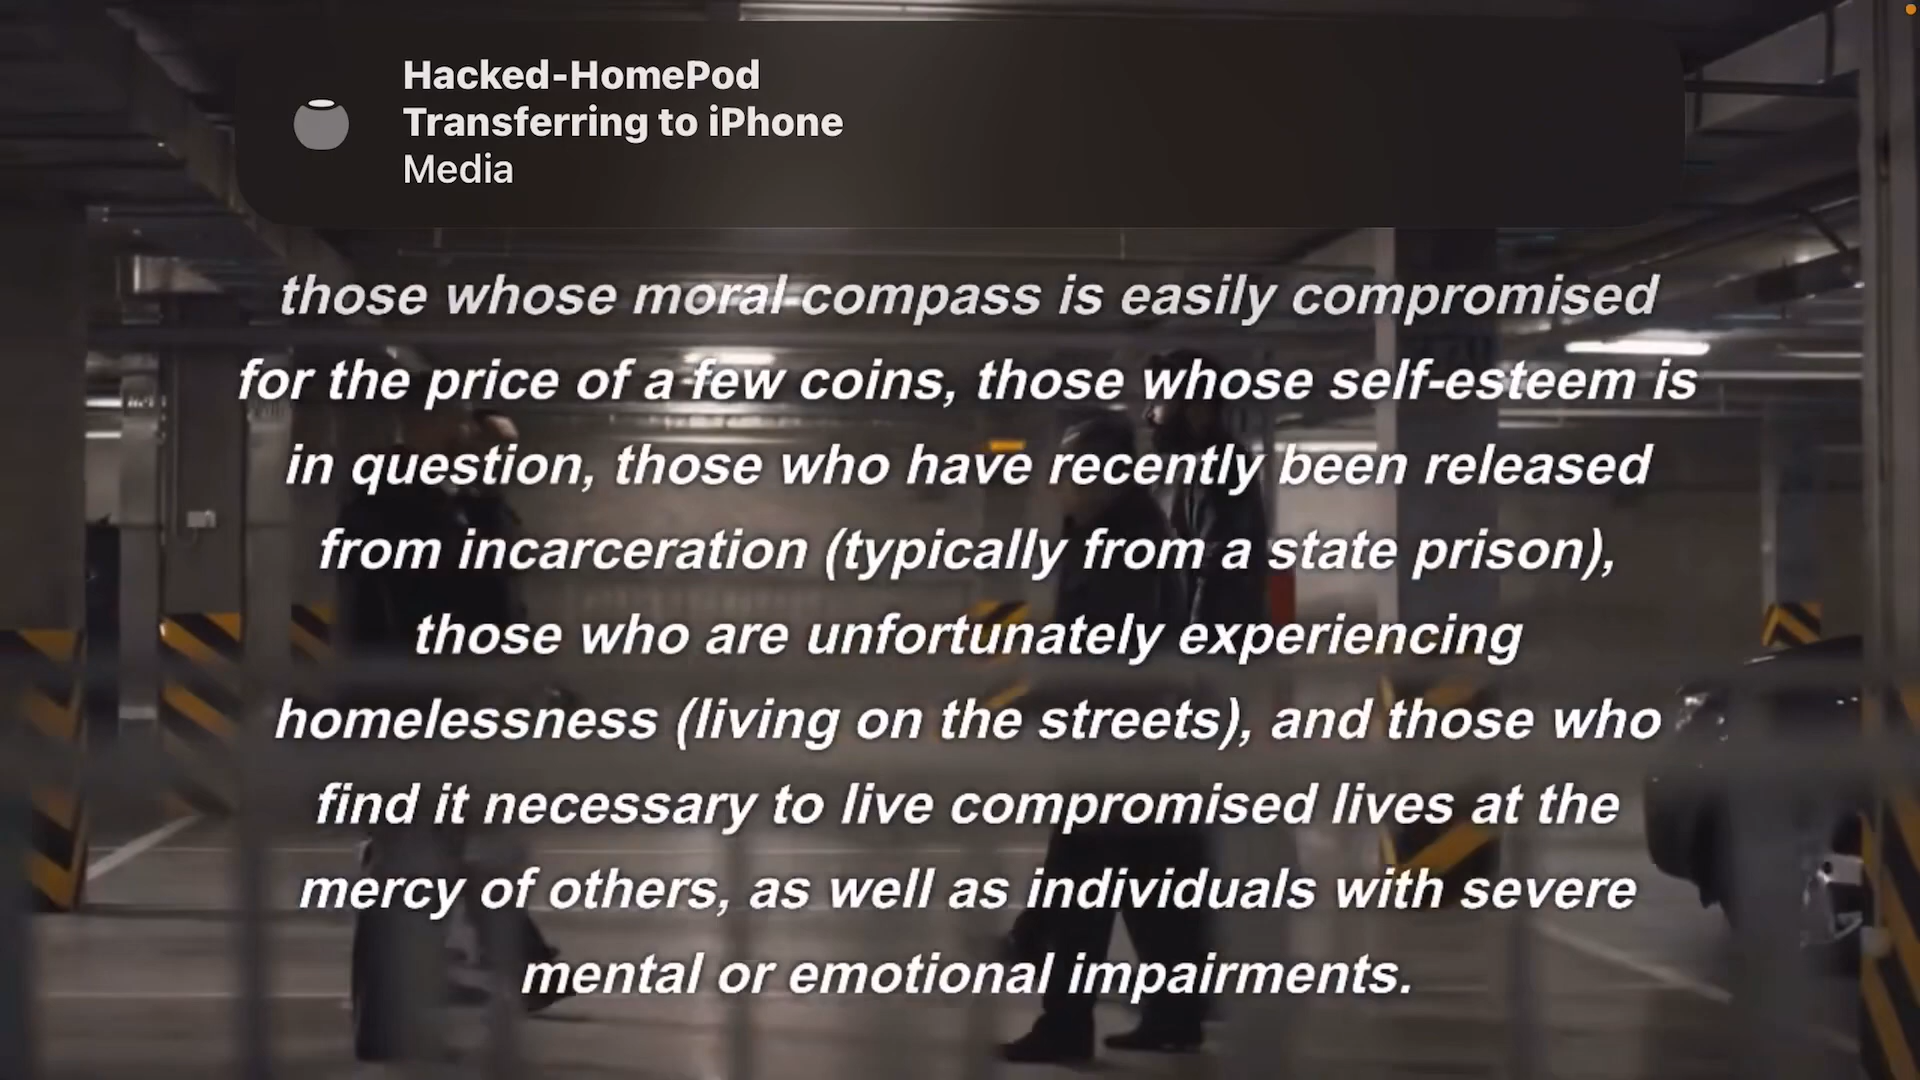 Hacked-HomePod
Transferring to iPhone
Media
those whose moral compass is easily compromised
for the price of a few coins, those whose self-esteem is
in question, those who have recently been released
from incarceration (typically from a state prison),
those who are unfortunately experiencing
homelessness (living on the streets), and those who
find it necessary to live compromised lives at the
mercy of others, as well as individuals with severe
mental or emotional impairments.